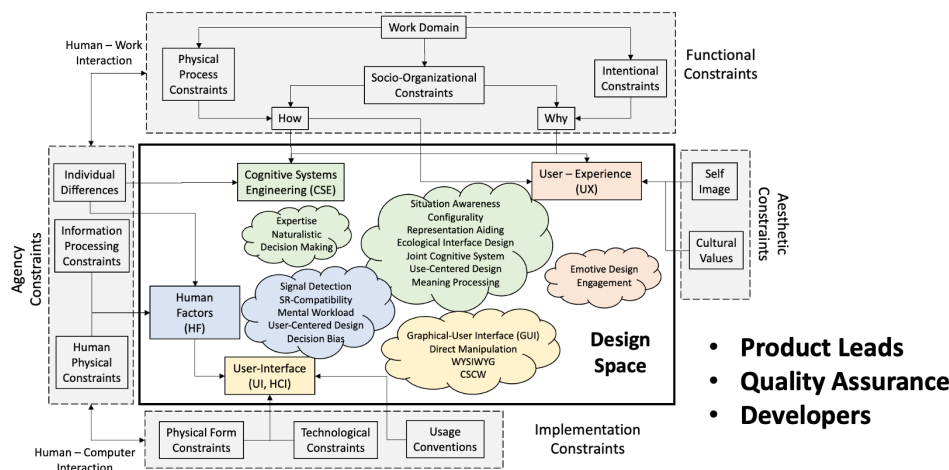 Work Domain
Human – Work
Interaction
Functional
Constraints
Physical
Process
Constraints
Socio-Organizational
Constraints
Intentional
Constraints
How
Why
Agency
Constraints
Individual
Differences
Information
Processing
Constraints
Human
Physical
Constraints
Cognitive Systems
Engineering (CSE)
User – Experience
(UX)
Self
Image
Cultural
Values
Aesthetic
Constraints
Expertise
Naturalistic
Decision Making
Situation Awareness
Configurality
Representation Aiding
Ecological Interface Design
Joint Cognitive System
Use-Centered Design
Meaning Processing
Emotive Design
Engagement
Human
Factors
(HF)
Signal Detection
SR-Compatibility
Mental Workload
User-Centered Design
Decision Bias
Graphical-User Interface (GUI)
Direct Manipulation
WYSIWYG
CSCW
Design
Space
User-Interface
(UI, HCI)
• Product Leads
• Quality Assurance
• Developers
Physical Form
Constraints
Technological
Constraints
Usage
Conventions
Implementation
Constraints
Human – Computer
Interaction